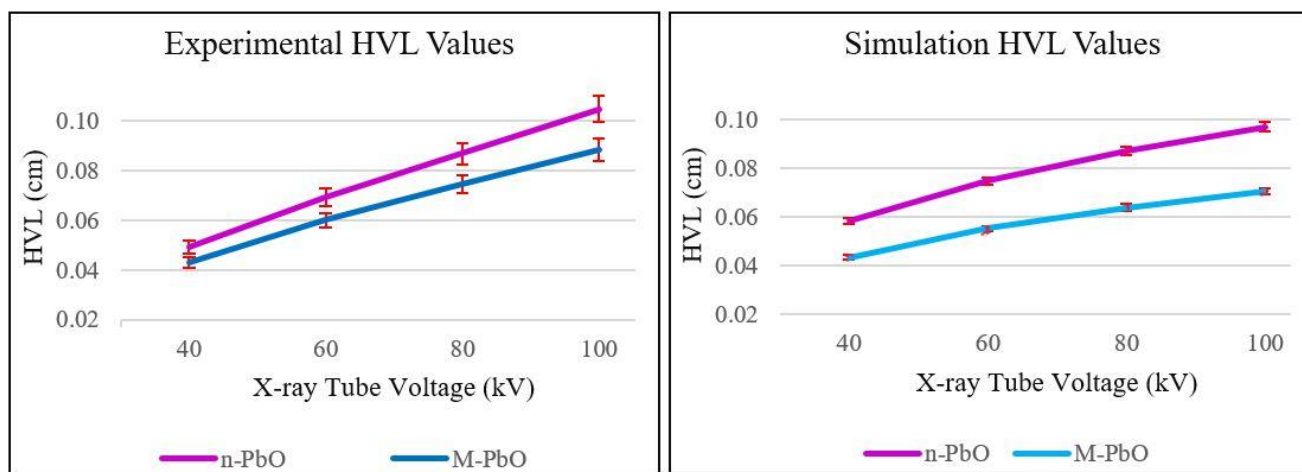 Experimental HVL Values
HVL (cm)
0.10
0.08
0.06
0.04
0.02
40 60 80 100
X-ray Tube Voltage (kV)
n-PbO M-PbO
Simulation HVL Values
HVL (cm)
0.10
0.08
0.06
0.04
0.02
40 60 80 100
X-ray Tube Voltage (kV)
n-PbO M-PbO